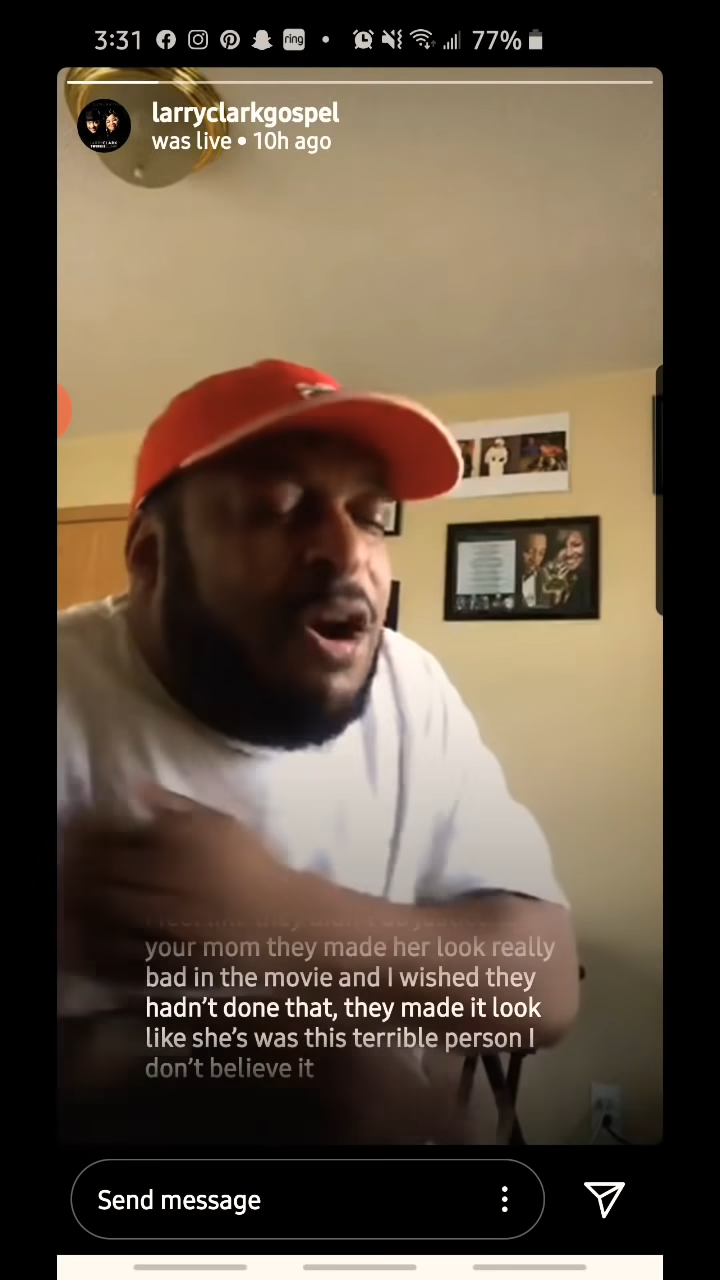 3:31 ring • 77%
larryclarkgospel
was live • 10h ago
your mom they made her look really
bad in the movie and I wished they
hadn't done that, they made it look
like she's was this terrible person I
don't believe it
Send message